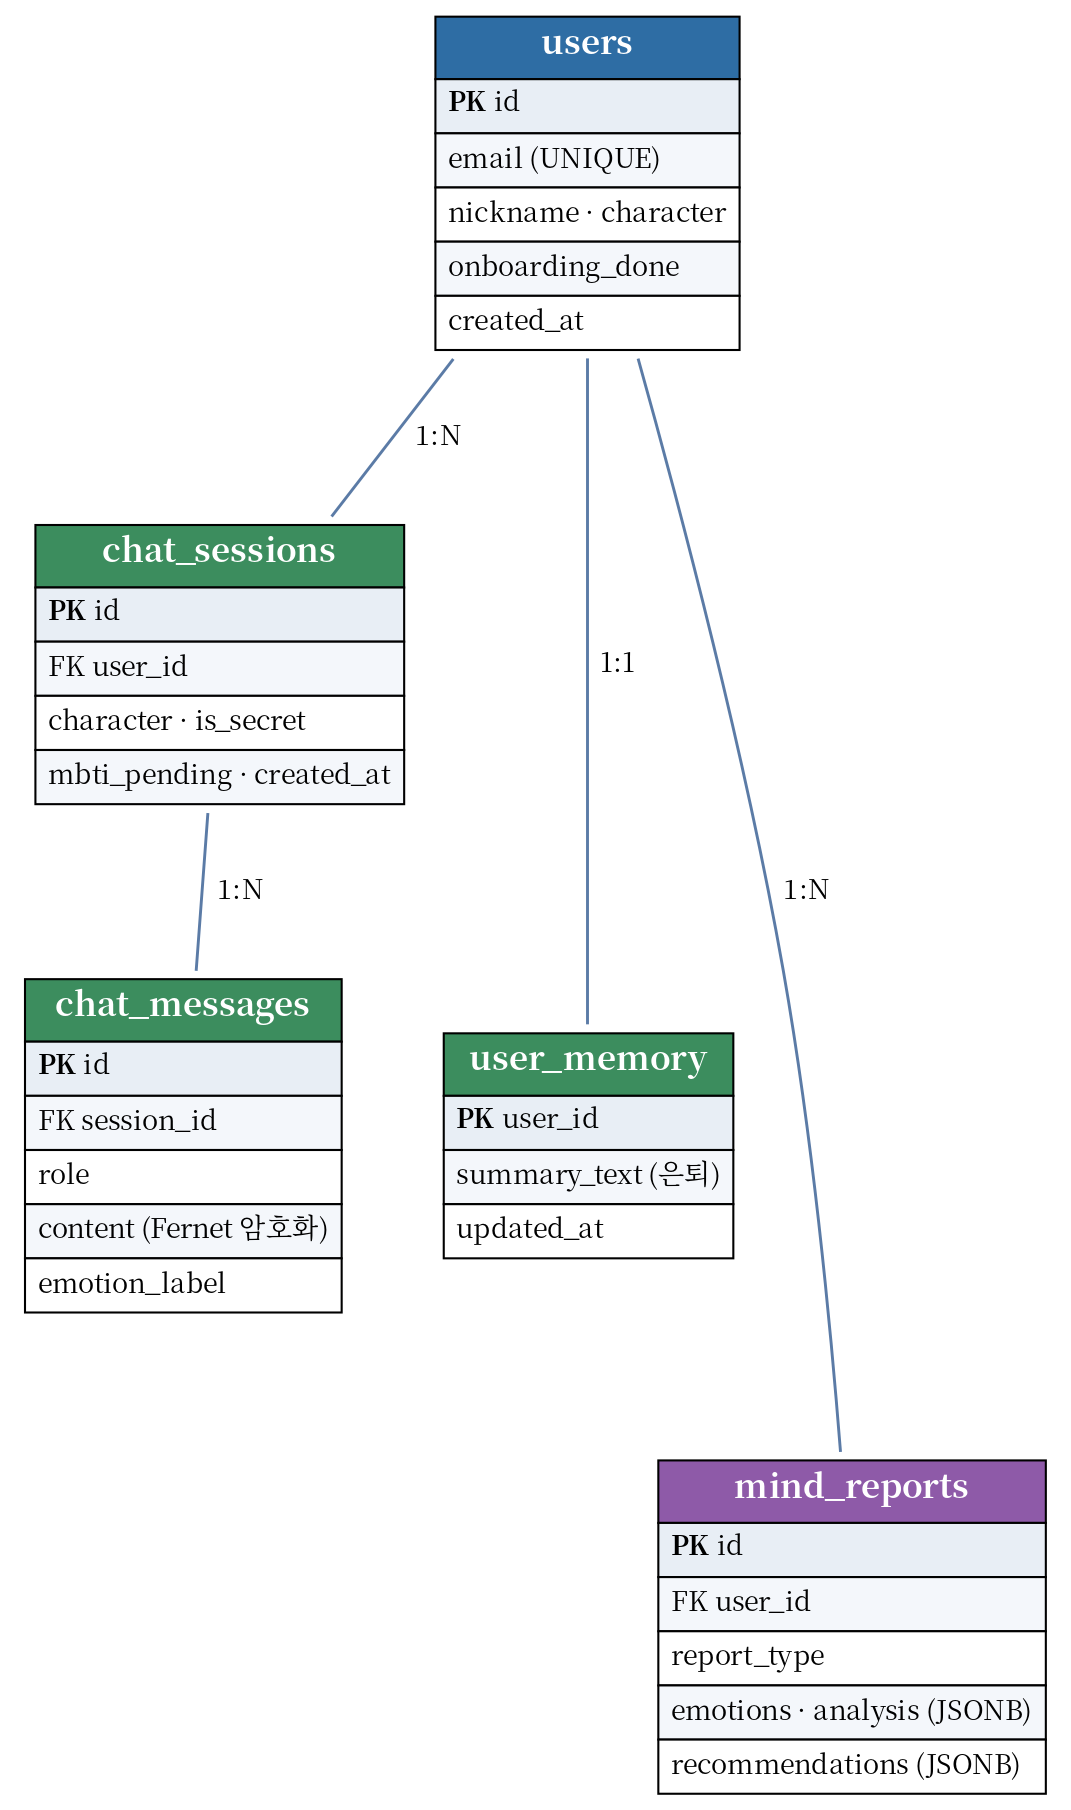 users
PK id
email (UNIQUE)
nickname · character
onboarding_done
created_at
1:N
chat_sessions
PK id
FK user_id
character · is_secret
mbti_pending · created_at
1:1
1:N
1:N
chat_messages
PK id
FK session_id
role
content (Fernet 암호화)
emotion_label
user_memory
PK user_id
summary_text (은퇴)
updated_at
mind_reports
PK id
FK user_id
report_type
emotions · analysis (JSONB)
recommendations (JSONB)